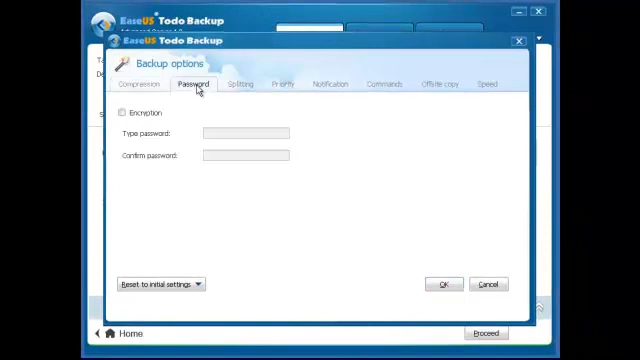 EaseUS Todo Backup
EaseUS Todo Backup
Backup options
Compression Password Splitting Priority Notification Commands Offsite copy Speed
Encryption
Type password:
Confirm password:
Reset to initial settings OK Cancel
Home Proceed